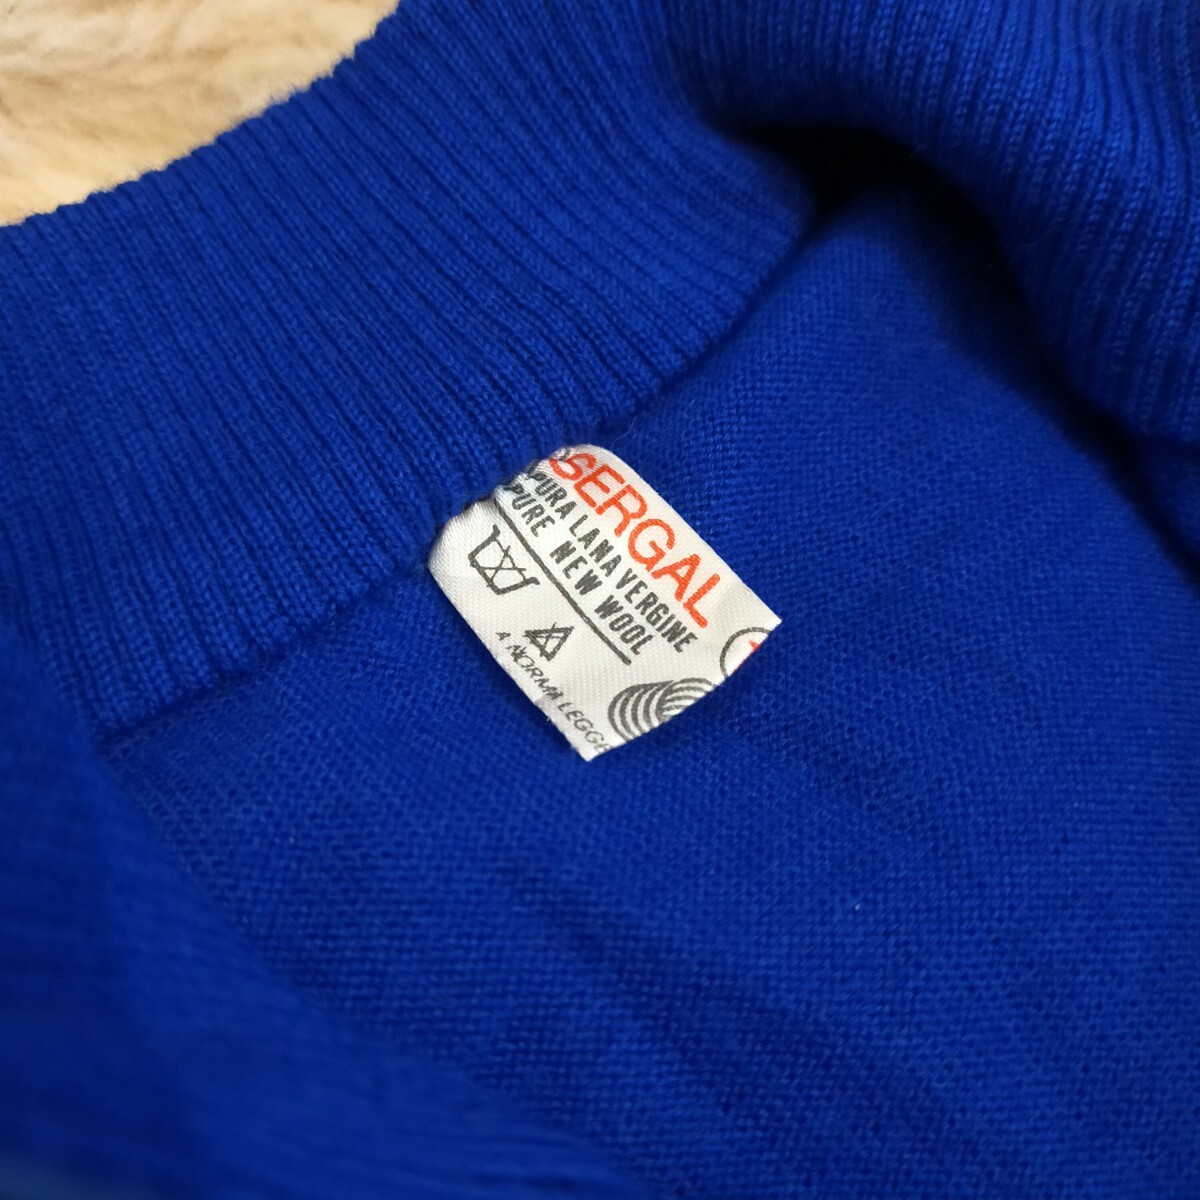 SERGAL
PURA LANA VERGINE
PURE NEW WOOL
A NORMA LEGGE